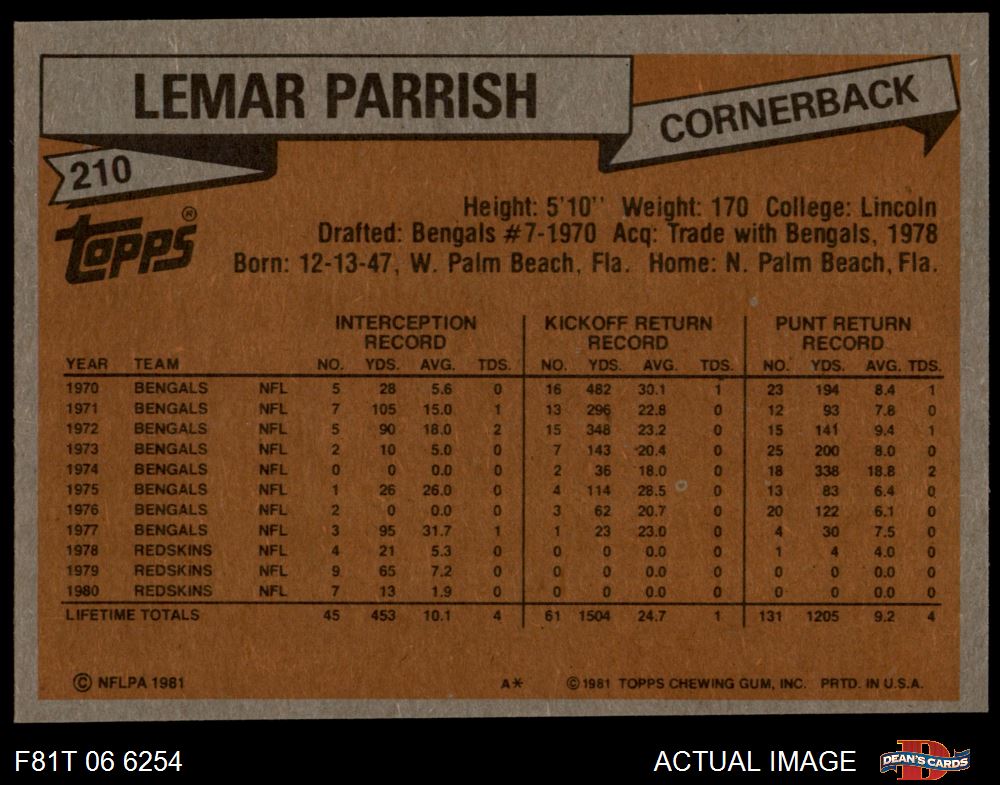 LEMAR PARRISH
CORNERBACK
210
topps®
Height: 5'10'' Weight: 170 College: Lincoln
Drafted: Bengals #7-1970 Acq: Trade with Bengals, 1978
Born: 12-13-47, W. Palm Beach, Fla. Home: N. Palm Beach, Fla.
INTERCEPTION RECORD KICKOFF RETURN RECORD PUNT RETURN RECORD
YEAR TEAM NO. YDS. AVG. TDS. NO. YDS. AVG. TDS. NO. YDS. AVG. TDS.
1970 BENGALS NFL 5 28 5.6 0 16 482 30.1 1 23 194 8.4 1
1971 BENGALS NFL 7 105 15.0 1 13 296 22.8 0 12 93 7.8 0
1972 BENGALS NFL 5 90 18.0 2 15 348 23.2 0 15 141 9.4 1
1973 BENGALS NFL 2 10 5.0 0 7 143 20.4 0 25 200 8.0 0
1974 BENGALS NFL 0 0 0.0 0 2 36 18.0 0 18 338 18.8 2
1975 BENGALS NFL 1 26 26.0 0 4 114 28.5 0 13 83 6.4 0
1976 BENGALS NFL 2 0 0.0 0 3 62 20.7 0 20 122 6.1 0
1977 BENGALS NFL 3 95 31.7 1 1 23 23.0 0 4 30 7.5 0
1978 REDSKINS NFL 4 21 5.3 0 0 0 0.0 0 1 4 4.0 0
1979 REDSKINS NFL 9 65 7.2 0 0 0 0.0 0 0 0 0.0 0
1980 REDSKINS NFL 7 13 1.9 0 0 0 0.0 0 0 0 0.0 0
LIFETIME TOTALS 45 453 10.1 4 61 1504 24.7 1 131 1205 9.2 4
© NFLPA 1981 A* ©1981 TOPPS CHEWING GUM, INC. PRTD. IN U.S.A.
F81T 06 6254 ACTUAL IMAGE D DEAN'S CARDS